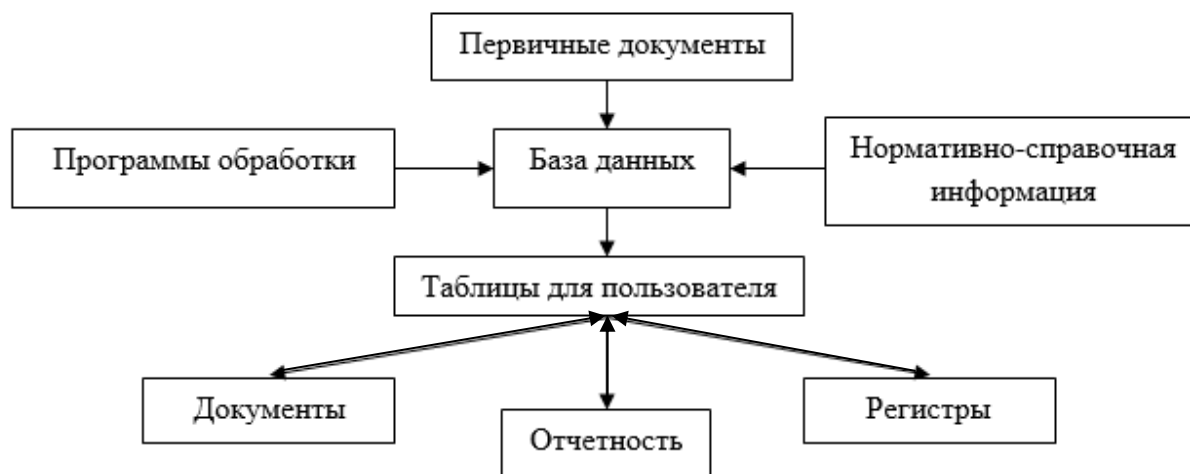 Первичные документы
Программы обработки
База данных
Нормативно-справочная
информация
Таблицы для пользователя
Документы
Отчетность
Регистры